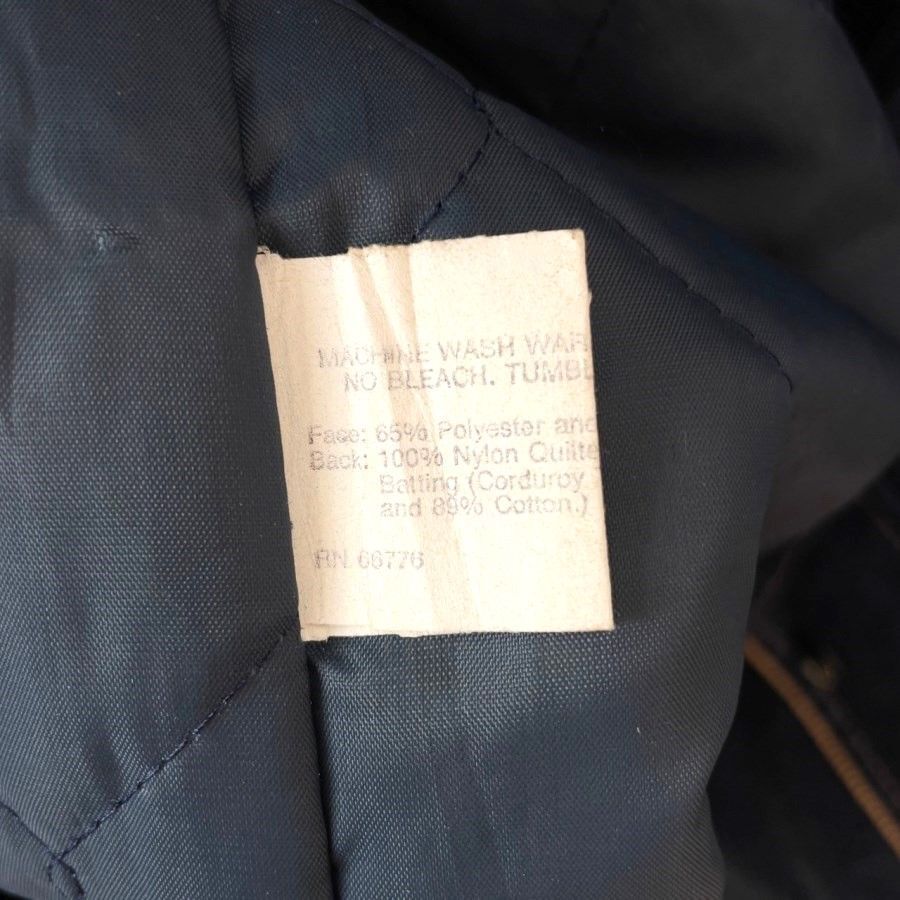 MACHINE WASH WAR
NO BLEACH. TUMBL
Face: 65% Polyester and
Back: 100% Nylon Quilte
Batting (Corduroy
and 89% Cotton.)
RN 66776